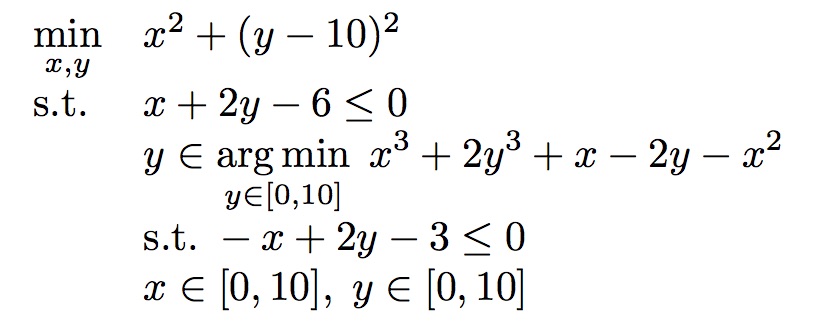 min x² + (y − 10)²
x,y
s.t. x + 2y − 6 ≤ 0
y ∈ arg min x³ + 2y³ + x − 2y − x²
y∈[0,10]
s.t. − x + 2y − 3 ≤ 0
x ∈ [0, 10], y ∈ [0, 10]